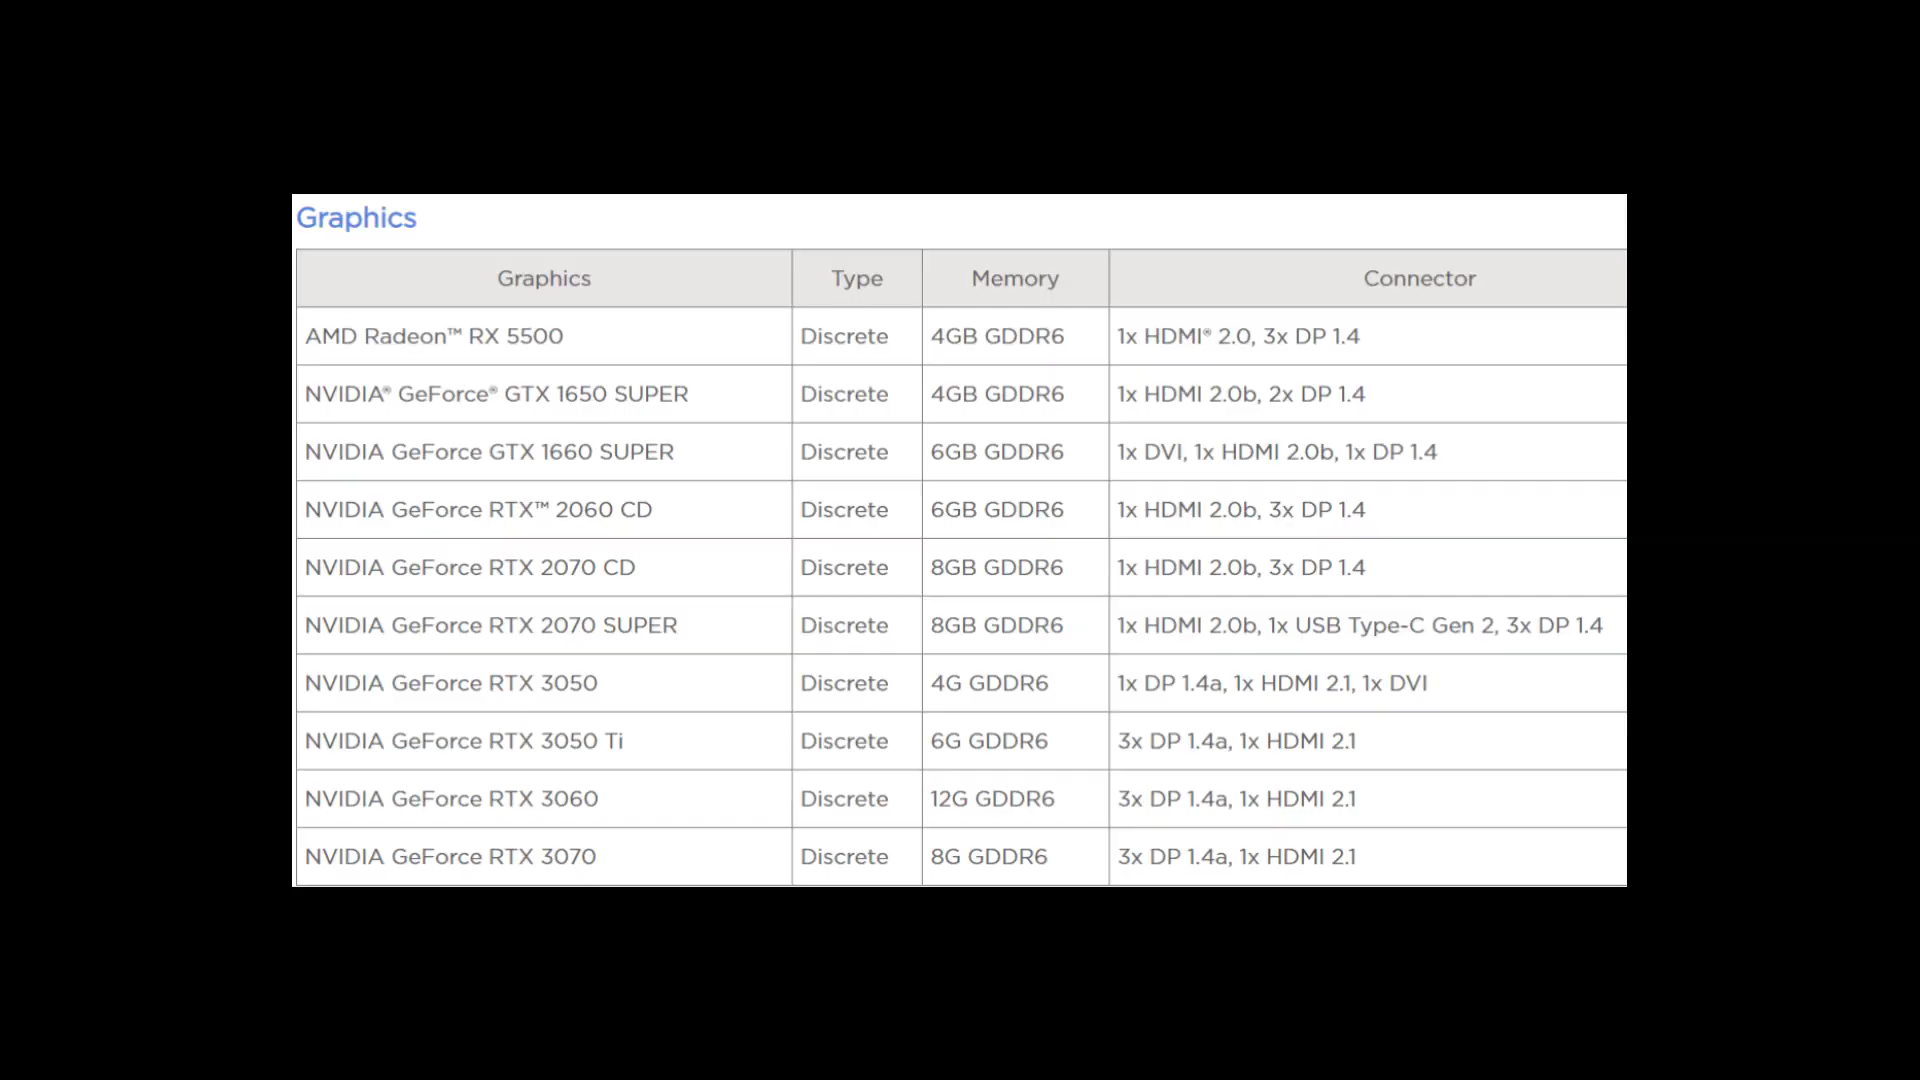 Graphics
Graphics Type Memory Connector
AMD Radeon™ RX 5500 Discrete 4GB GDDR6 1x HDMI® 2.0, 3x DP 1.4
NVIDIA® GeForce® GTX 1650 SUPER Discrete 4GB GDDR6 1x HDMI 2.0b, 2x DP 1.4
NVIDIA GeForce GTX 1660 SUPER Discrete 6GB GDDR6 1x DVI, 1x HDMI 2.0b, 1x DP 1.4
NVIDIA GeForce RTX™ 2060 CD Discrete 6GB GDDR6 1x HDMI 2.0b, 3x DP 1.4
NVIDIA GeForce RTX 2070 CD Discrete 8GB GDDR6 1x HDMI 2.0b, 3x DP 1.4
NVIDIA GeForce RTX 2070 SUPER Discrete 8GB GDDR6 1x HDMI 2.0b, 1x USB Type-C Gen 2, 3x DP 1.4
NVIDIA GeForce RTX 3050 Discrete 4G GDDR6 1x DP 1.4a, 1x HDMI 2.1, 1x DVI
NVIDIA GeForce RTX 3050 Ti Discrete 6G GDDR6 3x DP 1.4a, 1x HDMI 2.1
NVIDIA GeForce RTX 3060 Discrete 12G GDDR6 3x DP 1.4a, 1x HDMI 2.1
NVIDIA GeForce RTX 3070 Discrete 8G GDDR6 3x DP 1.4a, 1x HDMI 2.1